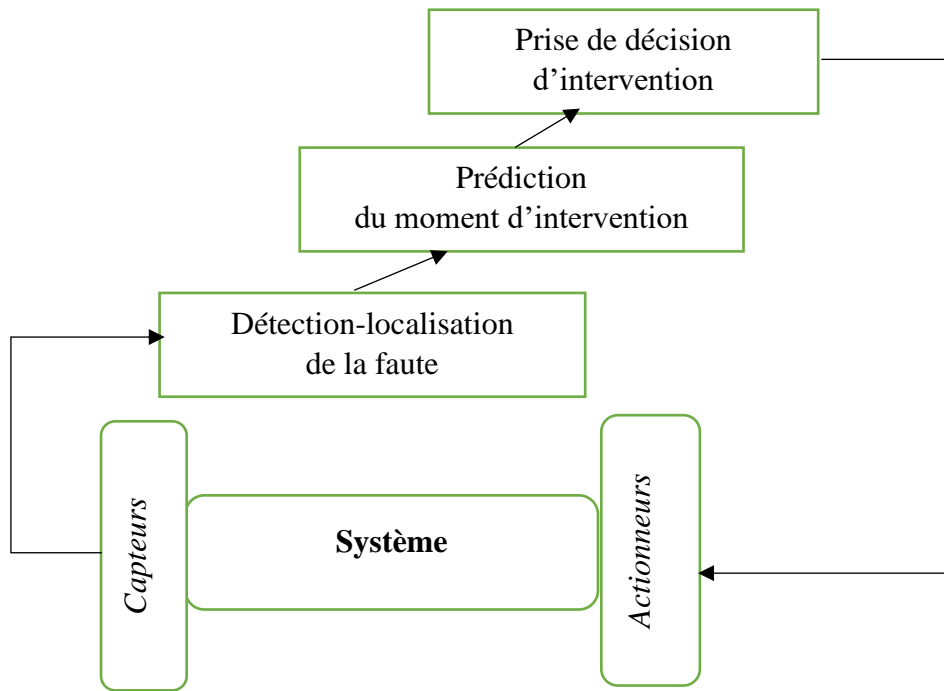 Prise de décision
d’intervention
Prédiction
du moment d’intervention
Détection-localisation
de la faute
Capteurs
Système
Actionneurs